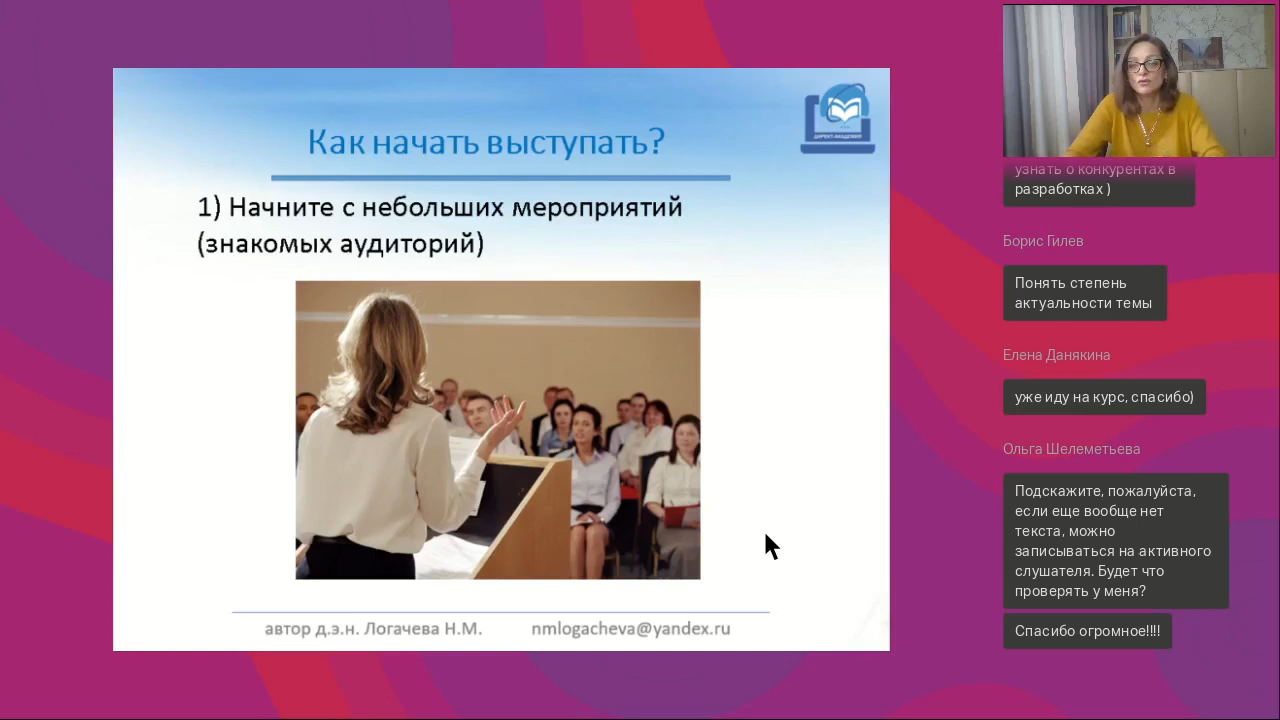 Как начать выступать?
ДИРЕКТ-АКАДЕМИЯ
1) Начните с небольших мероприятий
(знакомых аудиторий)
автор д.э.н. Логачева Н.М. nmlogacheva@yandex.ru
узнать о конкурентах в
разработках )
Борис Гилев
Понять степень
актуальности темы
Елена Данякина
уже иду на курс, спасибо)
Ольга Шелеметьева
Подскажите, пожалуйста,
если еще вообще нет
текста, можно
записываться на активного
слушателя. Будет что
проверять у меня?
Спасибо огромное!!!!